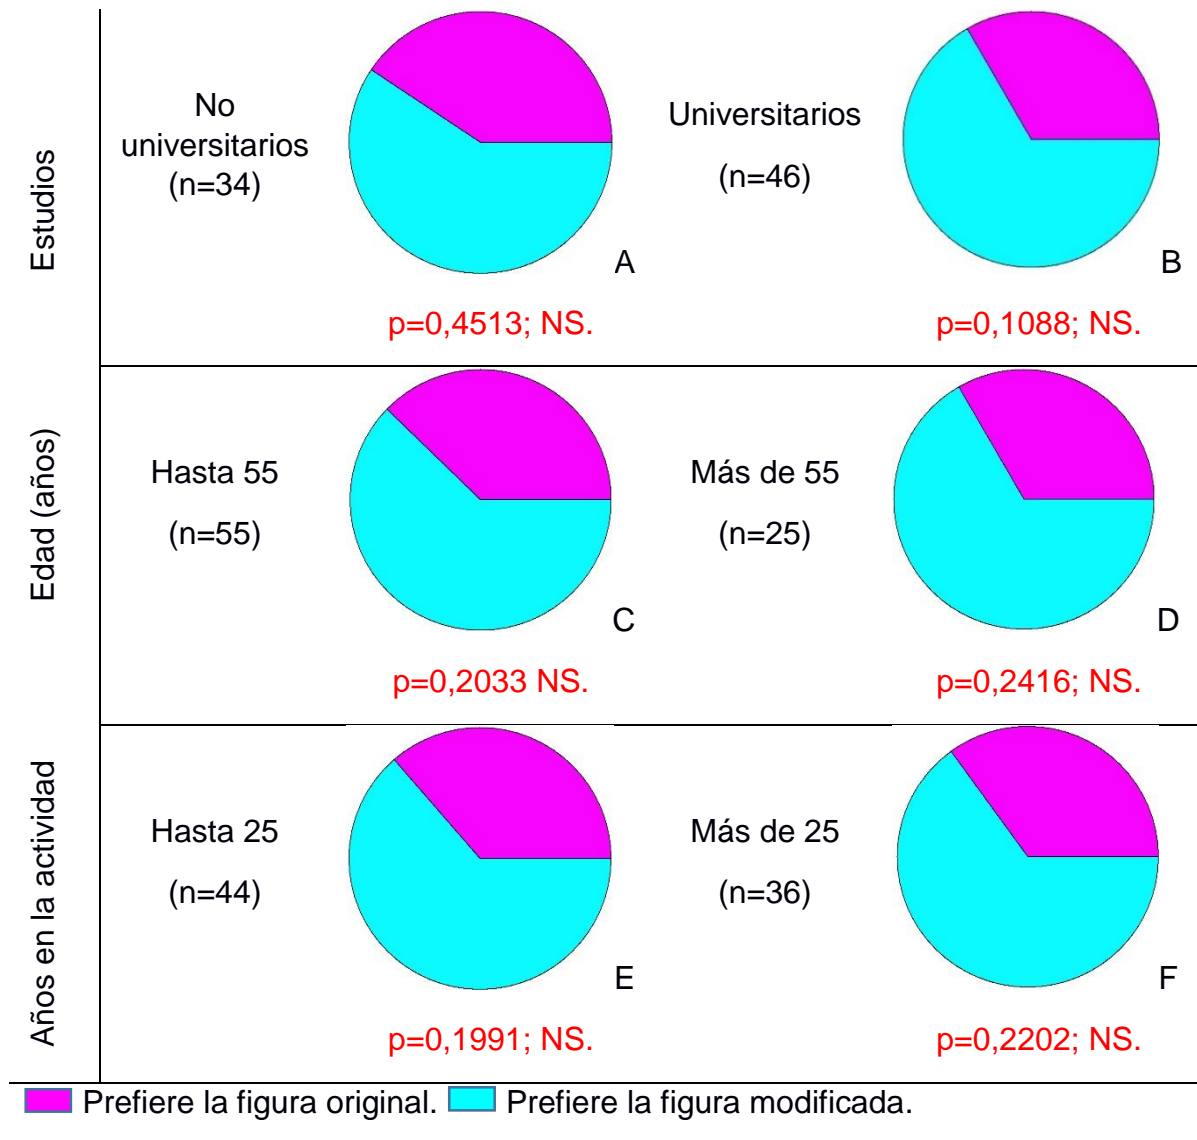 Estudios
No
universitarios
(n=34)
A
p=0,4513; NS.
Universitarios
(n=46)
B
p=0,1088; NS.
Edad (años)
Hasta 55
(n=55)
C
p=0,2033 NS.
Más de 55
(n=25)
D
p=0,2416; NS.
Años en la actividad
Hasta 25
(n=44)
E
p=0,1991; NS.
Más de 25
(n=36)
F
p=0,2202; NS.
Prefiere la figura original. Prefiere la figura modificada.